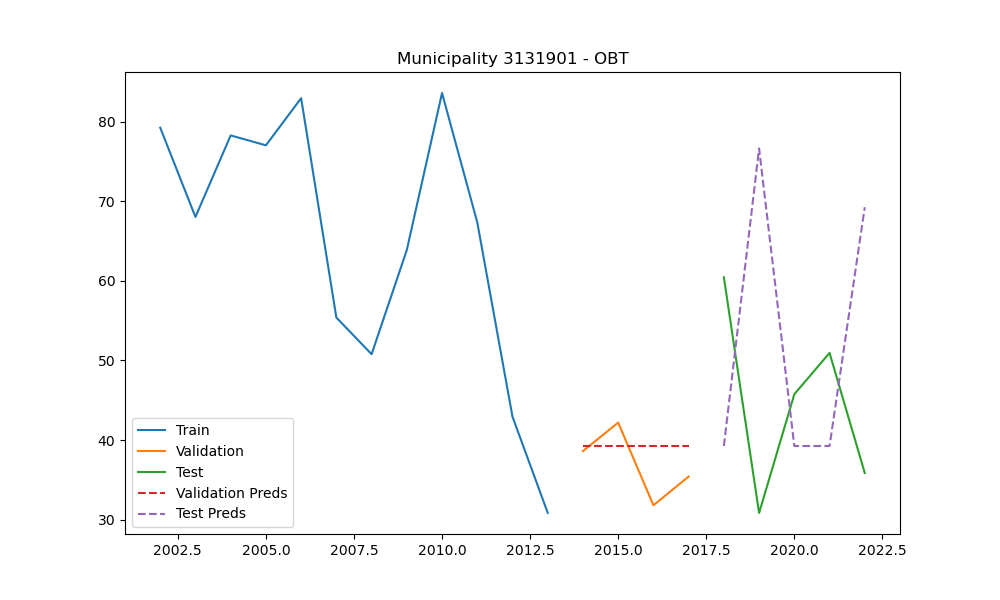 Municipality 3131901 - OBT
80
70
60
50
40
30
Train
Validation
Test
Validation Preds
Test Preds
2002.5 2005.0 2007.5 2010.0 2012.5 2015.0 2017.5 2020.0 2022.5